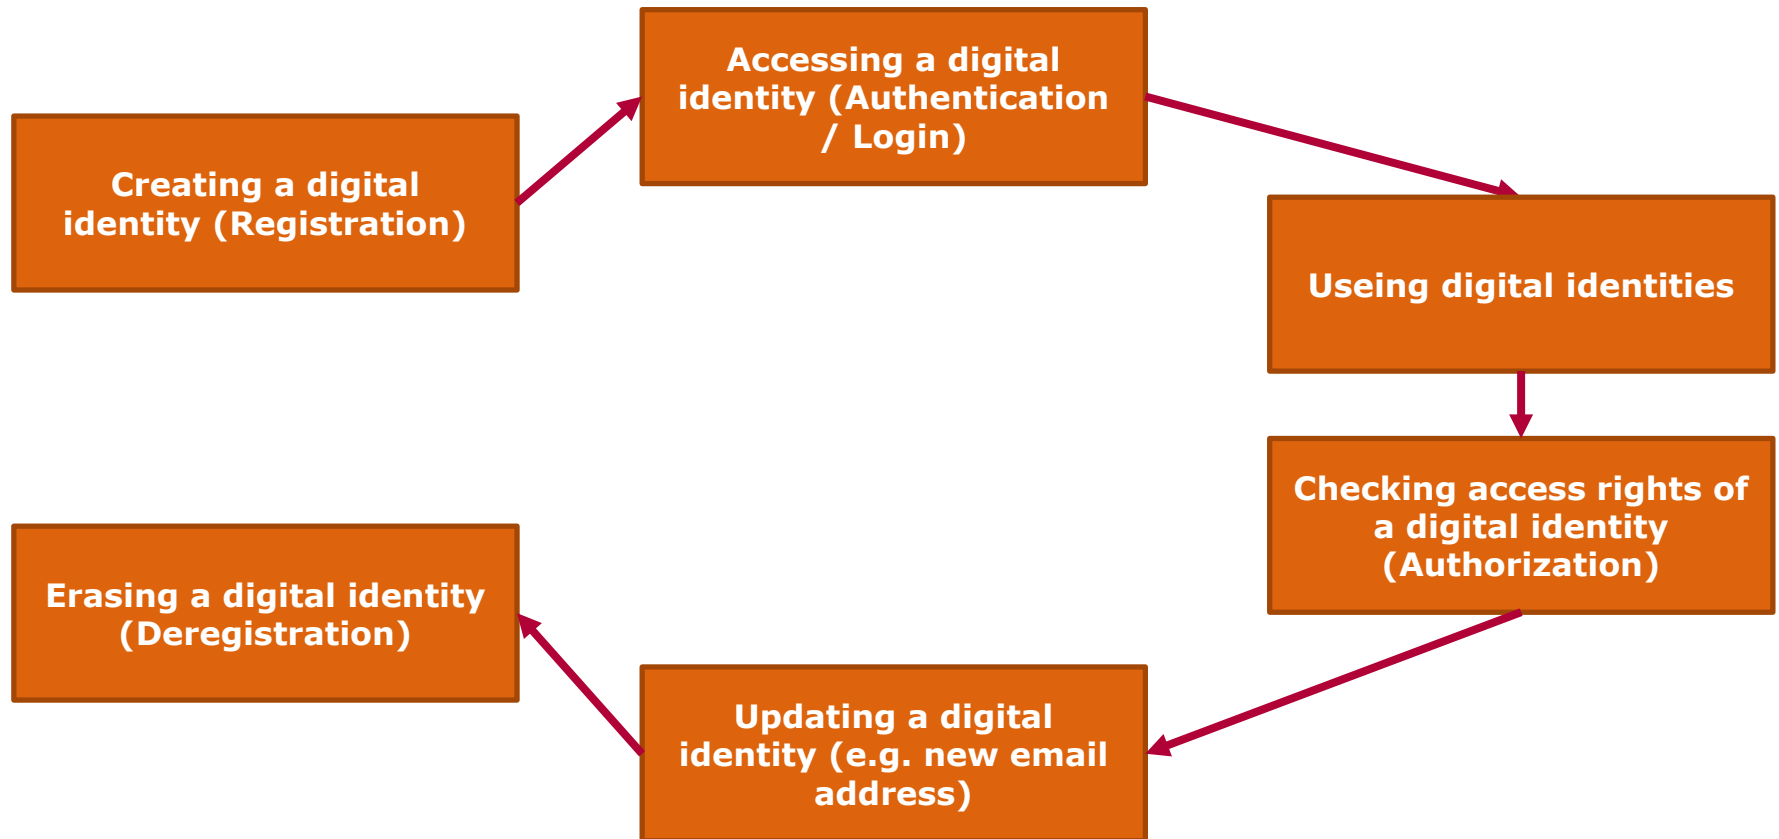 Creating a digital
identity (Registration)
Accessing a digital
identity (Authentication
/ Login)
Useing digital identities
Checking access rights of
a digital identity
(Authorization)
Updating a digital
identity (e.g. new email
address)
Erasing a digital identity
(Deregistration)